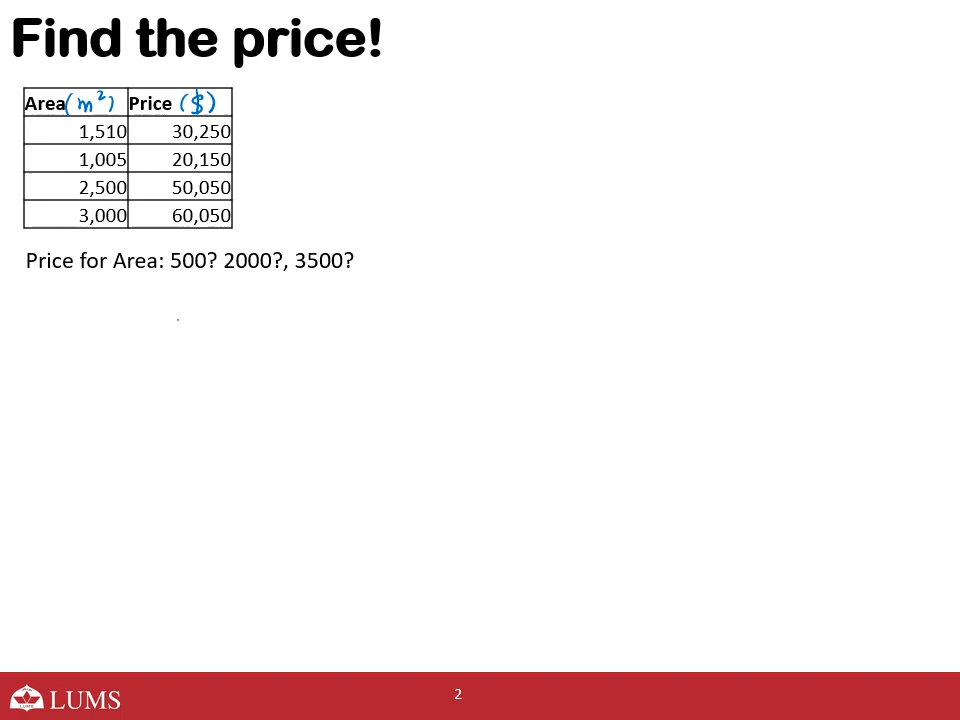 Find the price!
Area (m²) Price ($)
1,510 30,250
1,005 20,150
2,500 50,050
3,000 60,050
Price for Area: 500? 2000?, 3500?
LUMS LUMS 2